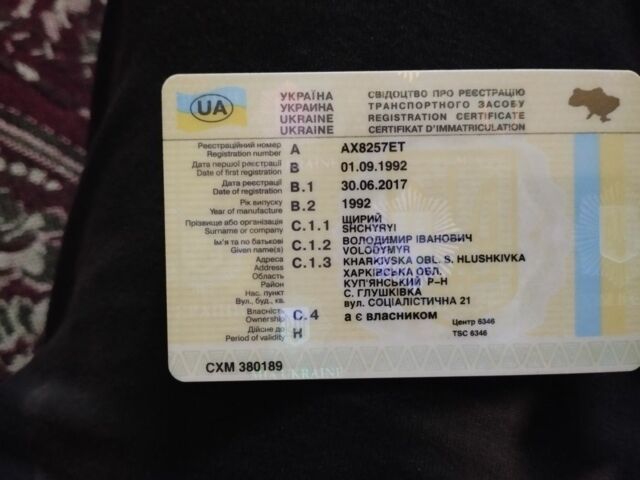 UA
УКРАЇНА СВІДОЦТВО ПРО РЕЄСТРАЦІЮ
УКРАИНА ТРАНСПОРТНОГО ЗАСОБУ
UKRAINE REGISTRATION CERTIFICATE
UKRAINE CERTIFIKAT D'IMMATRICULATION
Реєстраційний номер A AX8257ET
Registration number
Дата першої реєстрації B 01.09.1992
Date of first registration
Дата реєстрації B.1 30.06.2017
Date of registration
Рік випуску B.2 1992
Year of manufacture
Прізвище або організація C.1.1 ЩИРИЙ
Surname or company SHCHYRYI
Ім'я та по батькові C.1.2 ВОЛОДИМИР ІВАНОВИЧ
Given name(s) VOLODYMYR
Адреса C.1.3 KHARKIVSKA OBL. S. HLUSHKIVKA
Address ХАРКІВСЬКА ОБЛ.
Область КУП'ЯНСЬКИЙ Р-Н
Район С. ГЛУШКІВКА
Нас. пункт вул. СОЦІАЛІСТИЧНА 21
Вул., буд., кв.
Власність C.4 а є власником Центр 6346
Ownership TSC 6346
Дійсне до H
Period of validity
СХМ 380189
MIA UKRAINE